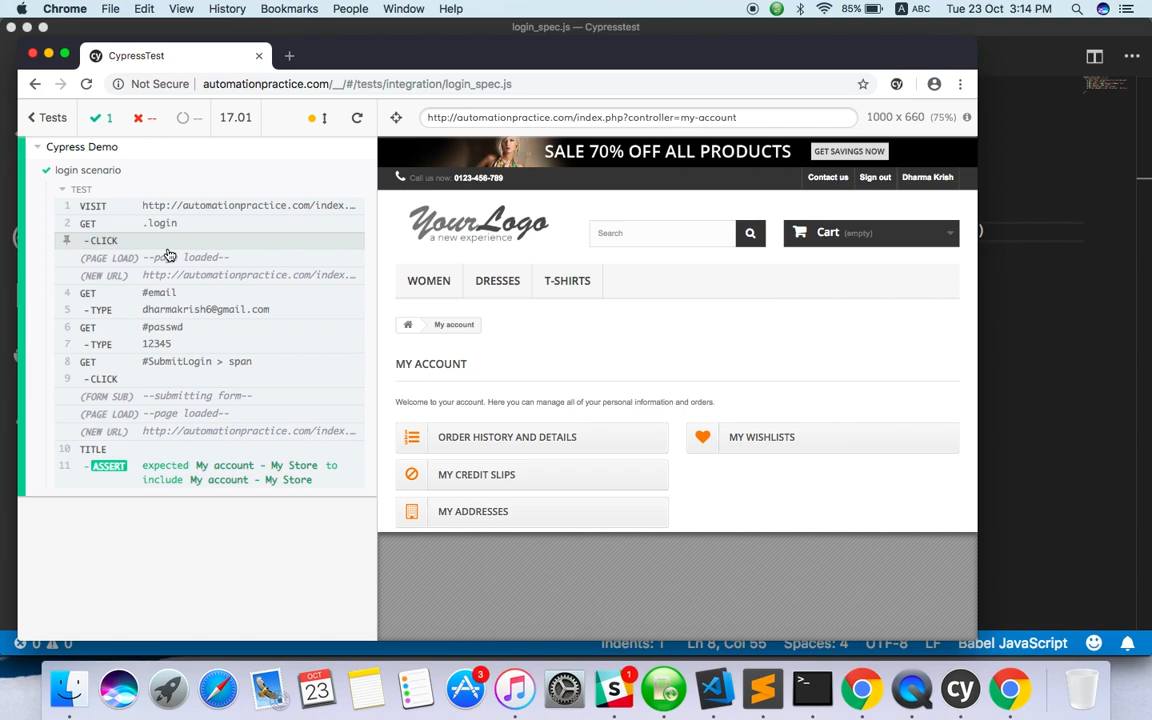 Chrome File Edit View History Bookmarks People Window Help 85% A ABC Tue 23 Oct 3:14 PM
login_spec.js — Cypresstest
cy CypressTest
Not Secure automationpractice.com/__/#/tests/integration/login_spec.js cy
Tests 1 -- -- 17.01 http://automationpractice.com/index.php?controller=my-account 1000 x 660 (75%)
Cypress Demo
login scenario
TEST
1 VISIT http://automationpractice.com/index...
2 GET .login
- CLICK
(PAGE LOAD) --page loaded--
(NEW URL) http://automationpractice.com/index...
4 GET #email
5 - TYPE dharmakrish6@gmail.com
6 GET #passwd
7 - TYPE 12345
8 GET #SubmitLogin > span
9 - CLICK
(FORM SUB) --submitting form--
(PAGE LOAD) --page loaded--
(NEW URL) http://automationpractice.com/index...
10 TITLE
11 - ASSERT expected My account - My Store to
include My account - My Store
SALE 70% OFF ALL PRODUCTS GET SAVINGS NOW
Call us now: 0123-456-789 Contact us Sign out Dharma Krish
YourLogo
a new experience
Search Cart (empty)
WOMEN DRESSES T-SHIRTS
My account
MY ACCOUNT
Welcome to your account. Here you can manage all of your personal information and orders.
ORDER HISTORY AND DETAILS MY WISHLISTS
MY CREDIT SLIPS
MY ADDRESSES
)
0 0 Indents: 1 Ln 8, Col 55 Spaces: 4 UTF-8 LF Babel JavaScript
OCT
23
3
1
cy